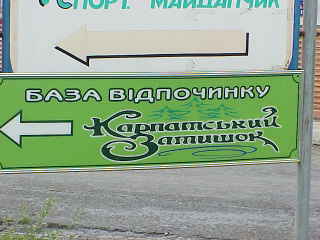 СПОРТ. МАЙДАНЧИК
БАЗА ВІДПОЧИНКУ
Карпатський
Затишок